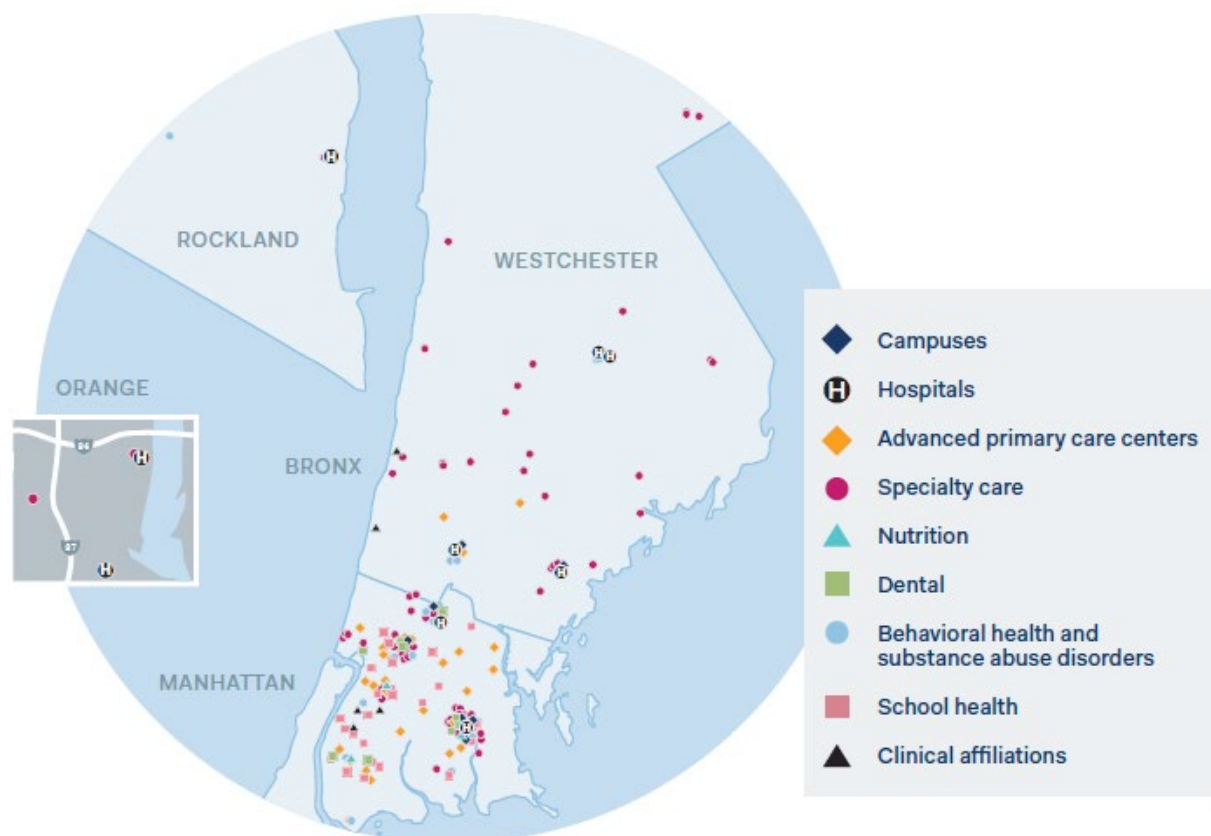 ROCKLAND
WESTCHESTER
ORANGE
BRONX
MANHATTAN
H
H
H
H
H
H
H
H
84
87
H
H
Campuses
H
Hospitals
Advanced primary care centers
Specialty care
Nutrition
Dental
Behavioral health and
substance abuse disorders
School health
Clinical affiliations